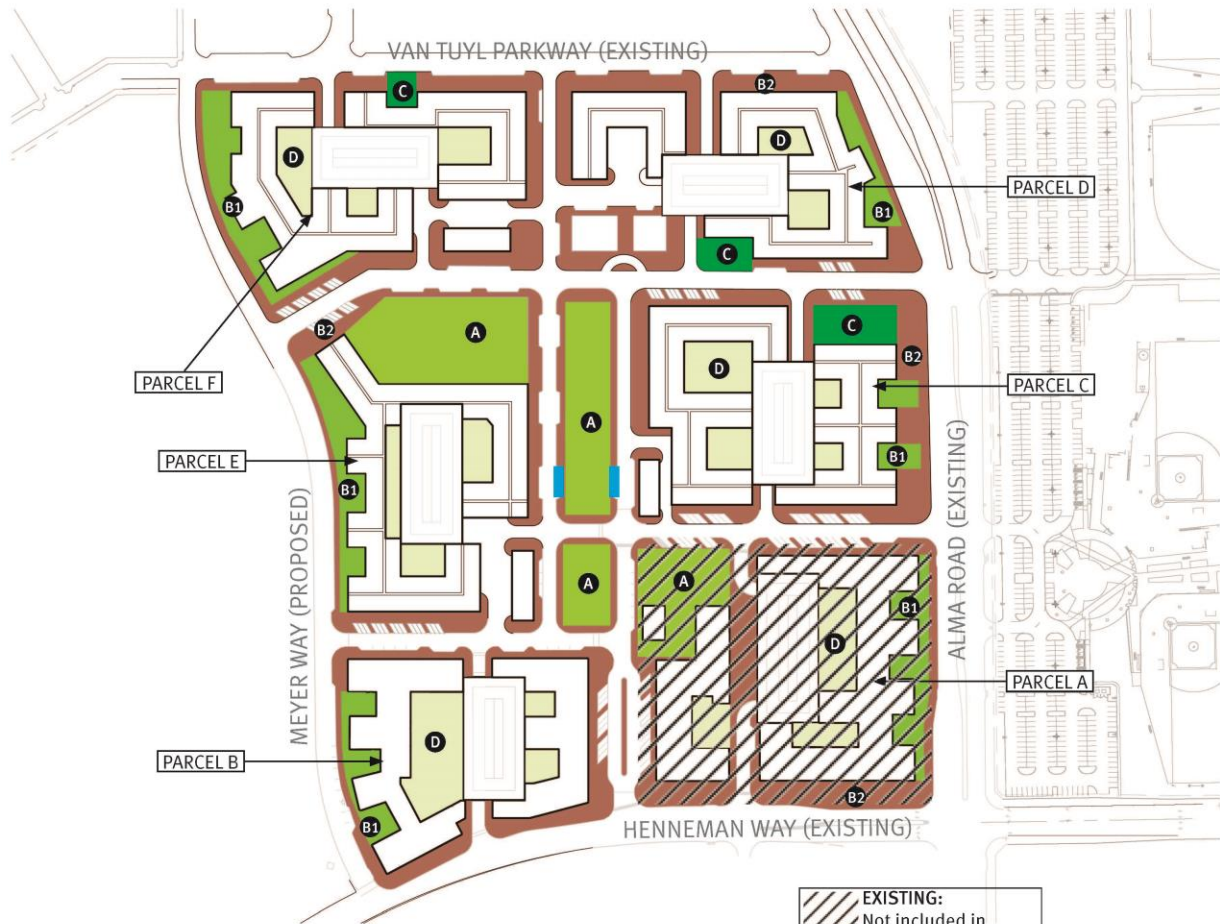 VAN TUYL PARKWAY (EXISTING)
C
B2
D
D
PARCEL D
B1
B1
C
A
C
B2
B2
PARCEL F
D
PARCEL C
A
B1
PARCEL E
B1
MEYER WAY (PROPOSED)
ALMA ROAD (EXISTING)
A
A
B1
D
PARCEL A
D
PARCEL B
B2
B1
HENNEMAN WAY (EXISTING)
EXISTING:
Not included in